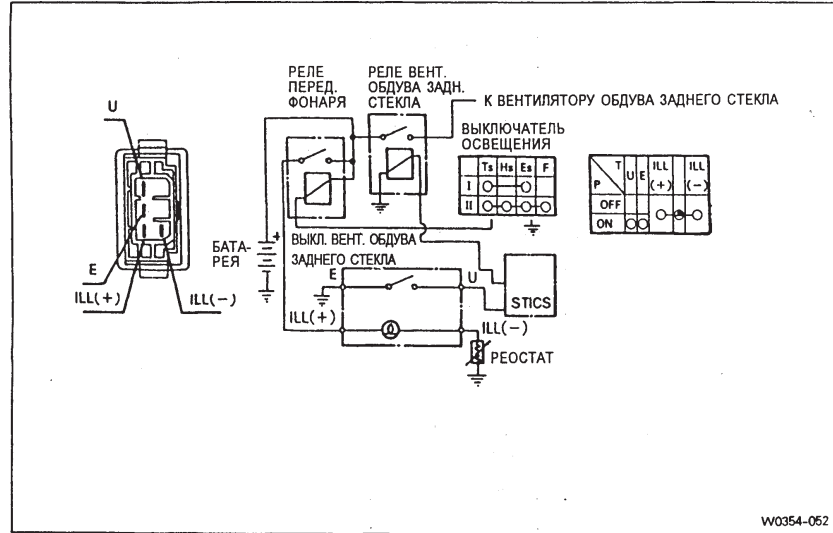 РЕЛЕ
ПЕРЕД.
ФОНАРЯ
РЕЛЕ ВЕНТ.
ОБДУВА ЗАДН.
СТЕКЛА
К ВЕНТИЛЯТОРУ ОБДУВА ЗАДНЕГО СТЕКЛА
U
E
ILL(+)
ILL(−)
ВЫКЛЮЧАТЕЛЬ
ОСВЕЩЕНИЯ
Ts Hs Es F
I
II
T
P
U E ILL (+) ILL (−)
OFF
ON
БАТА-
РЕЯ
+
ВЫКЛ. ВЕНТ. ОБДУВА
ЗАДНЕГО СТЕКЛА
E
U
STICS
ILL(+)
ILL(−)
РЕОСТАТ
W0354-052